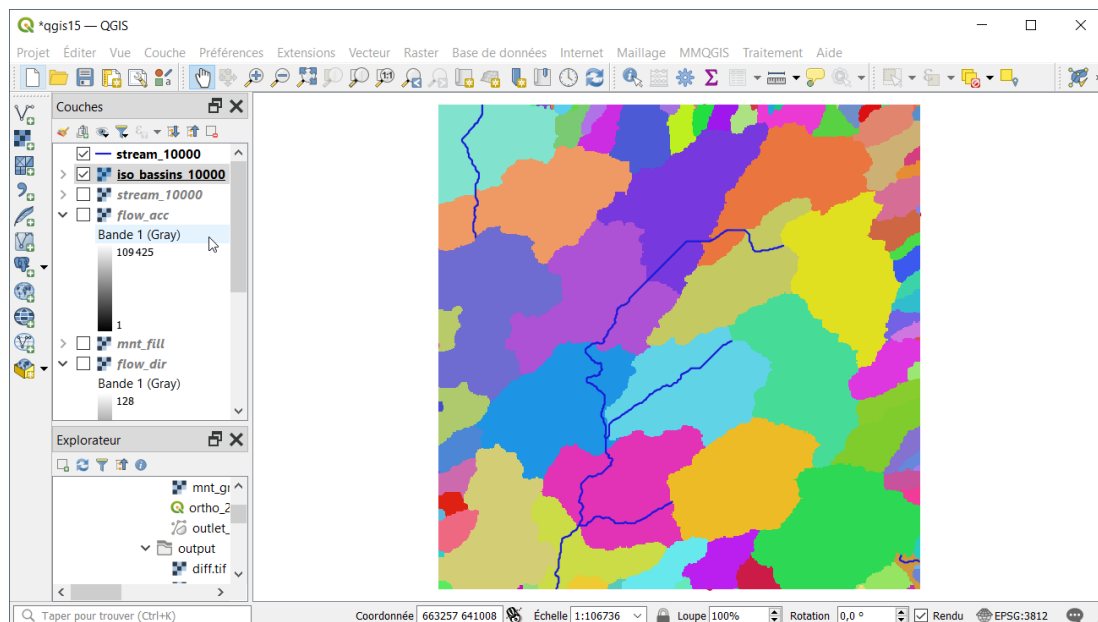 *qgis15 — QGIS
Projet Éditer Vue Couche Préférences Extensions Vecteur Raster Base de données Internet Maillage MMQGIS Traitement Aide
Couches
stream_10000
iso_bassins_10000
stream_10000
flow_acc
Bande 1 (Gray)
109425
1
mnt_fill
flow_dir
Bande 1 (Gray)
128
Explorateur
mnt_gr
ortho_2
outlet_
output
diff.tif
Taper pour trouver (Ctrl+K)
Coordonnée 663257 641008 Échelle 1:106736 Loupe 100% Rotation 0,0 ° Rendu EPSG:3812